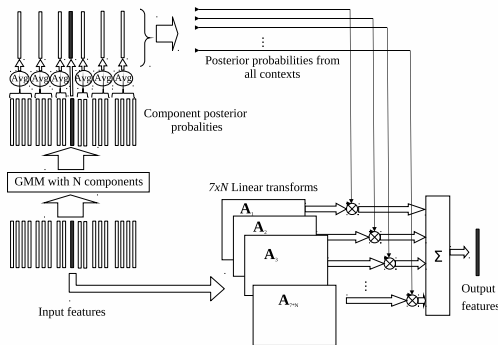 Avg Avg Avg Avg Avg Avg
Posterior probabilities from
all contexts
Component posterior
probalities
GMM with N components
7xN Linear transforms
A1
A2
A3
A7*N
Σ
Input features
Output
features